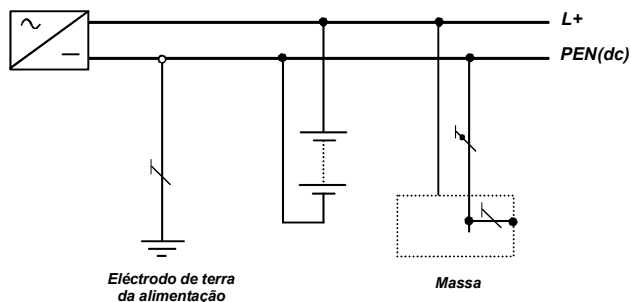 L+
PEN(dc)
Eléctrodo de terra
da alimentação
Massa